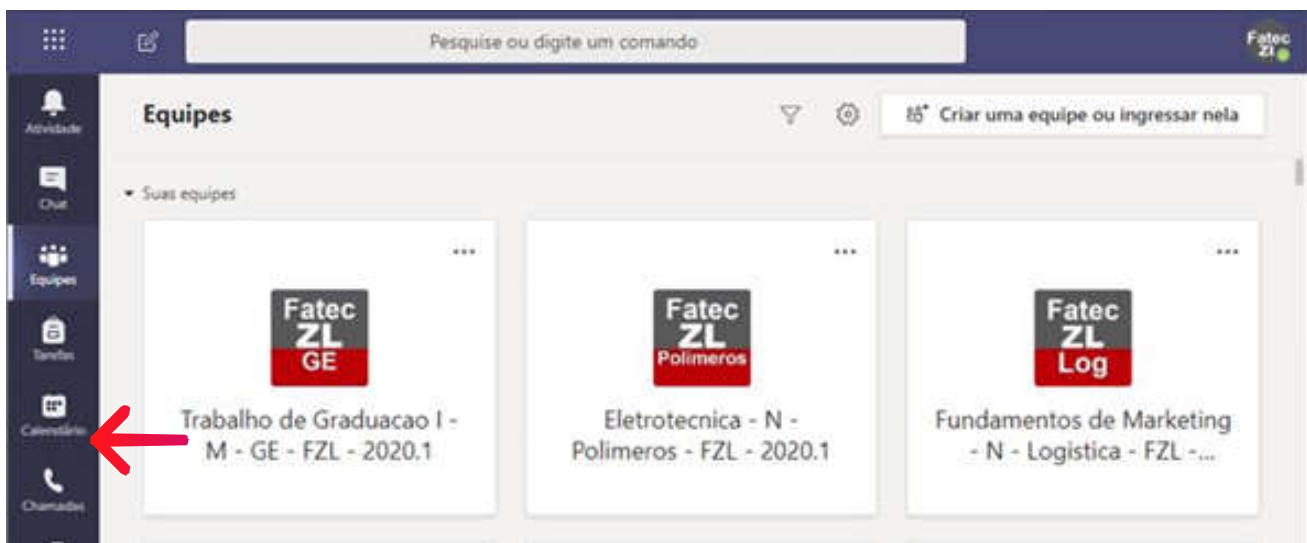 Pesquise ou digite um comando
Fatec
ZL
Atividade
Chat
Equipes
Tarefas
Calendário
Chamadas
Equipes
Criar uma equipe ou ingressar nela
Suas equipes
...
Fatec
ZL
GE
Trabalho de Graduacao I -
M - GE - FZL - 2020.1
...
Fatec
ZL
Polimeros
Eletrotecnica - N -
Polimeros - FZL - 2020.1
...
Fatec
ZL
Log
Fundamentos de Marketing
- N - Logistica - FZL -...